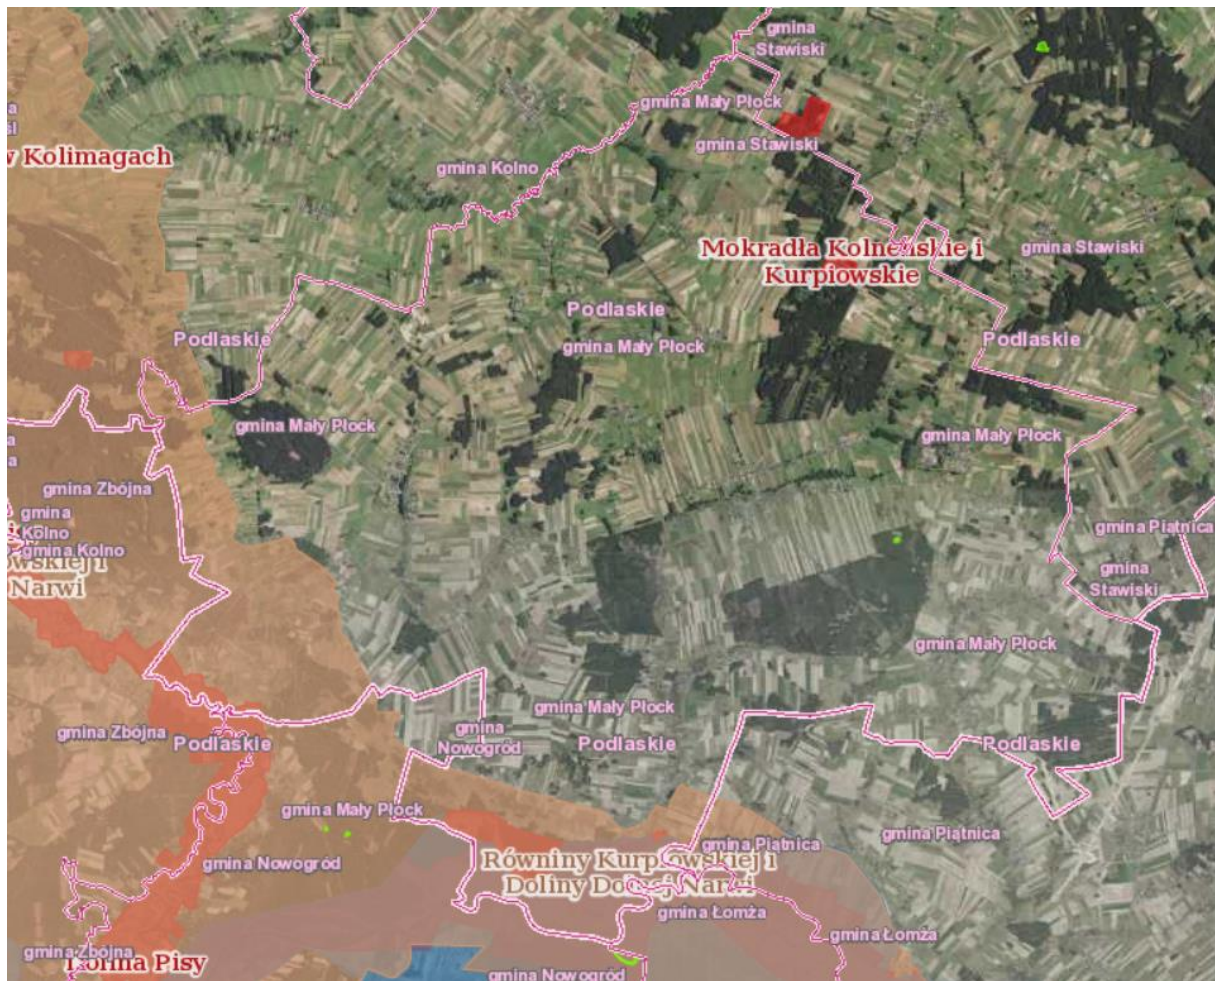 gmina
Stawiski
gmina Mały Płock
gmina Stawiski
w Kolimagach
gmina Kolno
Mokradła Kolneńskie i
Kurpiowskie
gmina Stawiski
Podlaskie
Podlaskie
Podlaskie
gmina Mały Płock
gmina Mały Płock
gmina Mały Płock
gmina Zbójna
gmina
Kolno
gmina Kolno
gmina Piątnica
owskiej i
Narwi
gmina
Stawiski
gmina Mały Płock
gmina Mały Płock
gmina Zbójna
Podlaskie
gmina
Nowogród
Podlaskie
Podlaskie
gmina Mały Płock
gmina Piątnica
gmina Piątnica
gmina Nowogród
Równiny Kurpiowskiej i
Doliny Dolnej Narwi
gmina Łomża
gmina Łomża
gmina Zbójna
Dolina Pisy
gmina Nowogród